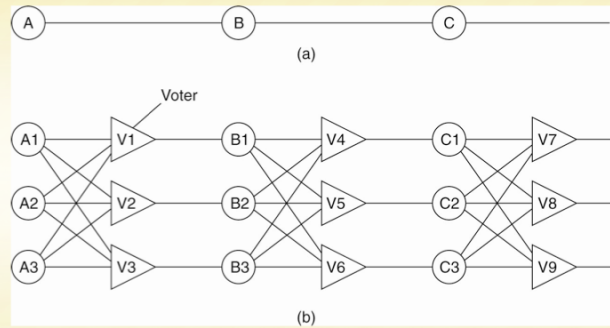 A B C
(a)
Voter
A1 V1 B1 V4 C1 V7
A2 V2 B2 V5 C2 V8
A3 V3 B3 V6 C3 V9
(b)